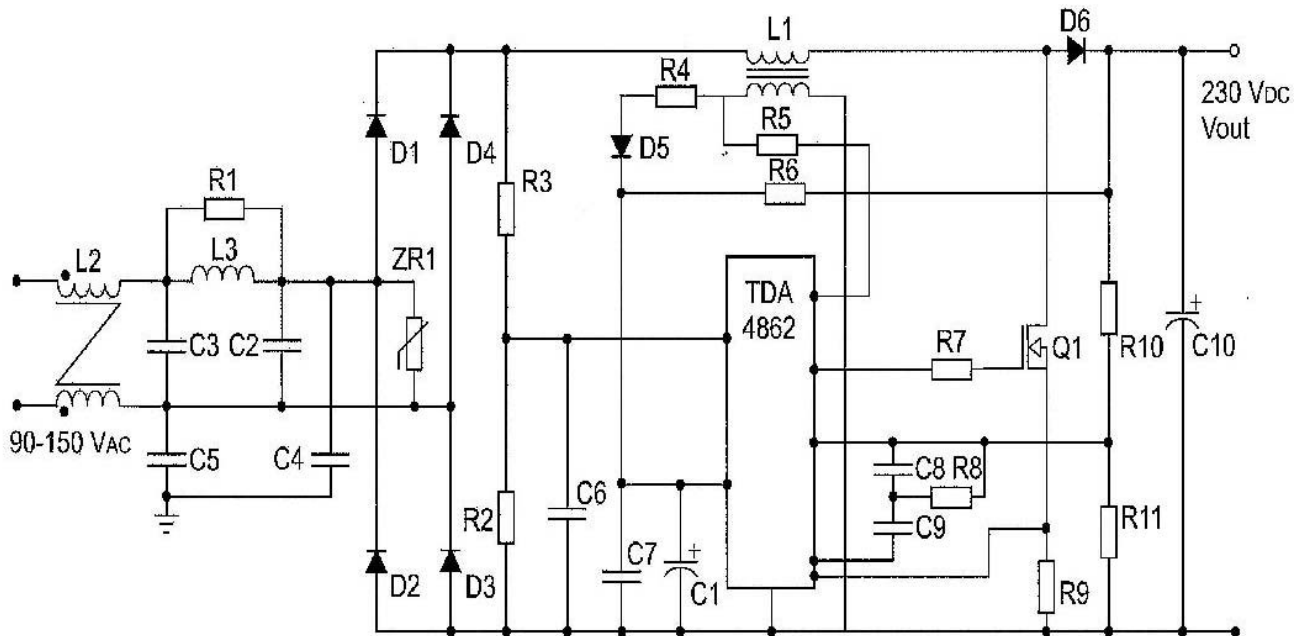 L1
D6
R4
230 VDC
Vout
D1
D4
R5
D5
R6
R1
R3
L2
L3
ZR1
TDA
4862
C3
C2
R7
Q1
R10
C10
90-150 VAC
C5
C4
R2
C6
C8
R8
C9
R11
D2
D3
C7
+
C1
R9
+